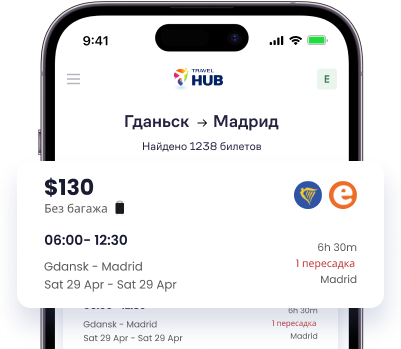 9:41
TRAVEL
HUB
E
Гданьск → Мадрид
Найдено 1238 билетов
$130
Без багажа
e
06:00- 12:30
6h 30m
Gdansk - Madrid
1 пересадка
Sat 29 Apr - Sat 29 Apr
Madrid
6h 30m
Gdansk - Madrid
1 пересадка
Sat 29 Apr - Sat 29 Apr
Madrid